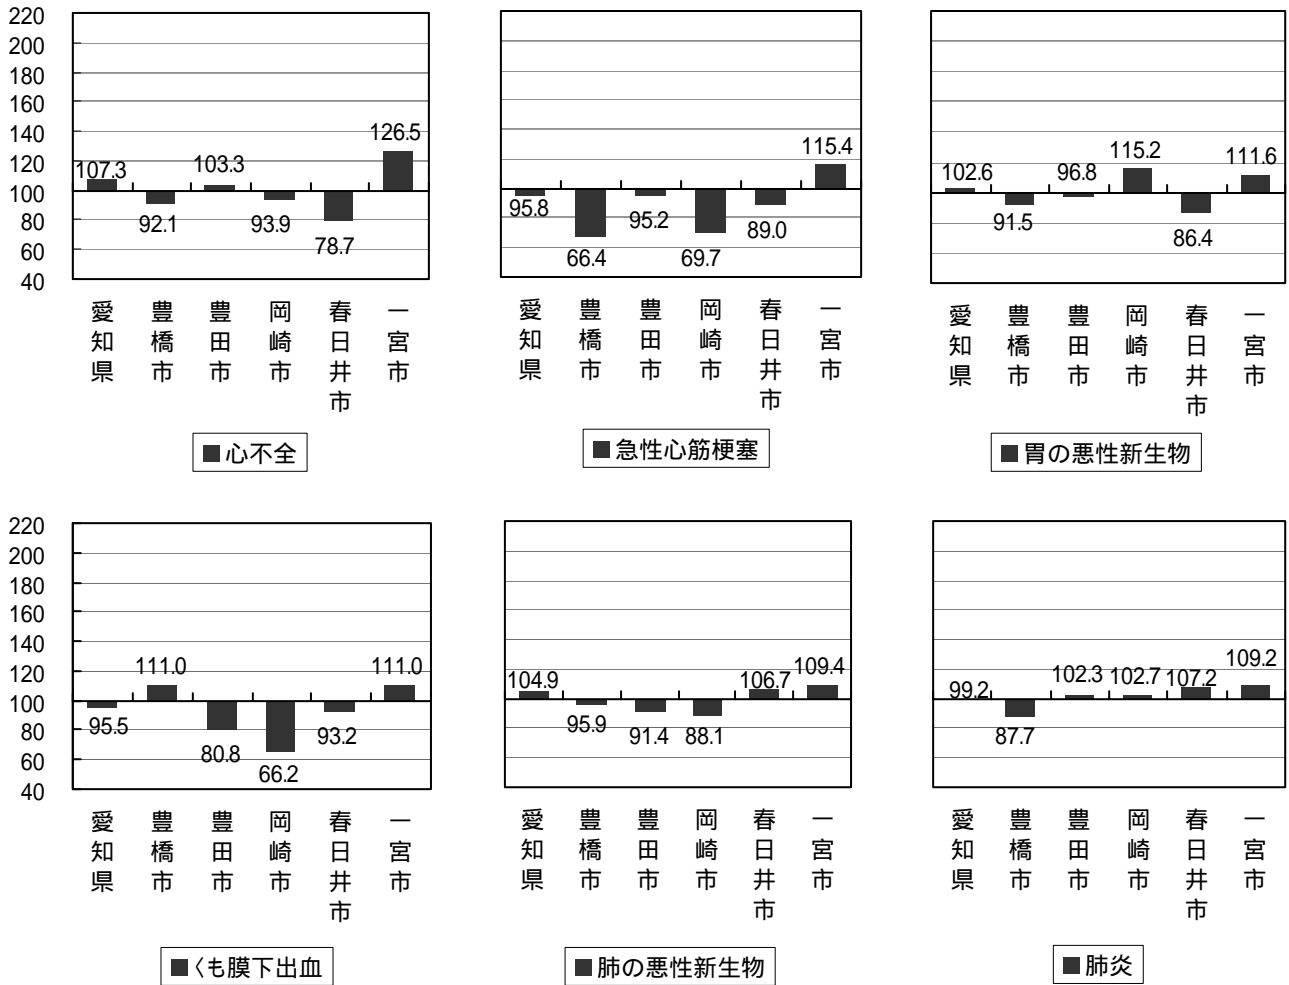 220
200
180
160
140
120
100
80
60
40
107.3
92.1
103.3
93.9
78.7
126.5
愛知県
豊橋市
豊田市
岡崎市
春日井市
一宮市
■心不全
95.8
66.4
95.2
69.7
89.0
115.4
愛知県
豊橋市
豊田市
岡崎市
春日井市
一宮市
■急性心筋梗塞
102.6
91.5
96.8
115.2
86.4
111.6
愛知県
豊橋市
豊田市
岡崎市
春日井市
一宮市
■胃の悪性新生物
220
200
180
160
140
120
100
80
60
40
95.5
111.0
80.8
66.2
93.2
111.0
愛知県
豊橋市
豊田市
岡崎市
春日井市
一宮市
■くも膜下出血
104.9
95.9
91.4
88.1
106.7
109.4
愛知県
豊橋市
豊田市
岡崎市
春日井市
一宮市
■肺の悪性新生物
99.2
87.7
102.3
102.7
107.2
109.2
愛知県
豊橋市
豊田市
岡崎市
春日井市
一宮市
■肺炎